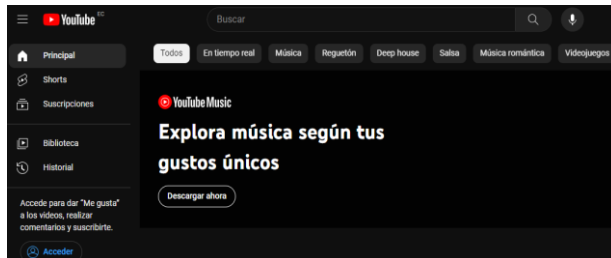 YouTube EC
Buscar
Principal
Shorts
Suscripciones
Biblioteca
Historial
Accede para dar "Me gusta"
a los videos, realizar
comentarios y suscribirte.
Acceder
Todos En tiempo real Música Reguetón Deep house Salsa Música romántica Videojuegos
YouTube Music
Explora música según tus
gustos únicos
Descargar ahora